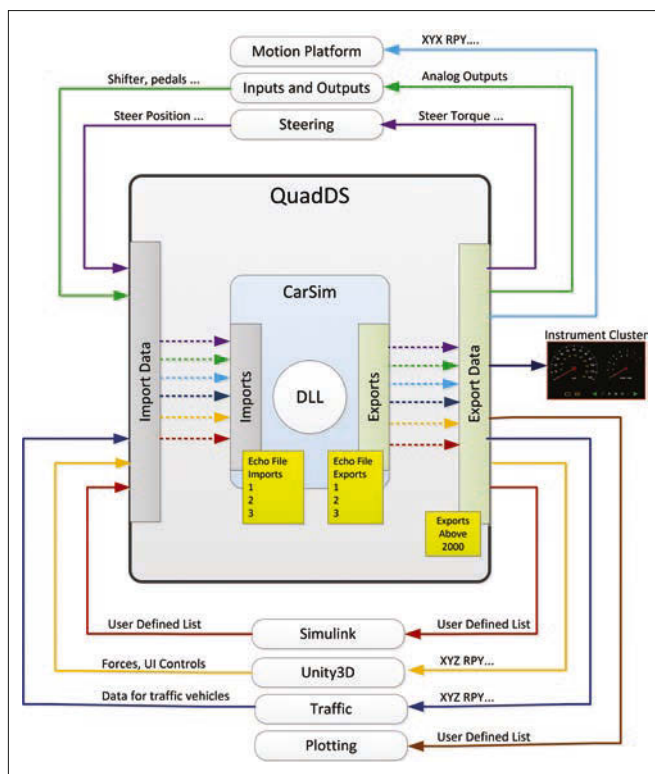 Motion Platform
XYX RPY....
Shifter, pedals ...
Inputs and Outputs
Analog Outputs
Steer Position ...
Steering
Steer Torque ...
QuadDS
CarSim
Import Data
Imports
DLL
Exports
Export Data
Instrument Cluster
Echo File
Imports
1
2
3
Echo File
Exports
1
2
3
Exports
Above
2000
User Defined List
Simulink
User Defined List
Forces, UI Controls
Unity3D
XYZ RPY...
Data for traffic vehicles
Traffic
XYZ RPY...
Plotting
User Defined List